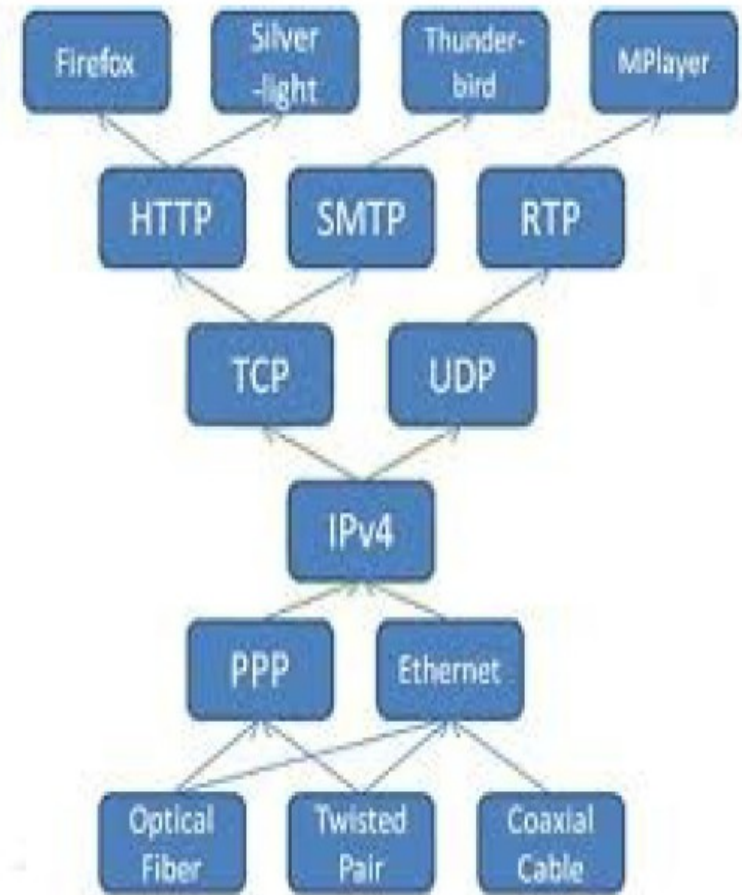 Firefox
Silver
-light
Thunder-
bird
MPlayer
HTTP
SMTP
RTP
TCP
UDP
IPv4
PPP
Ethernet
Optical
Fiber
Twisted
Pair
Coaxial
Cable